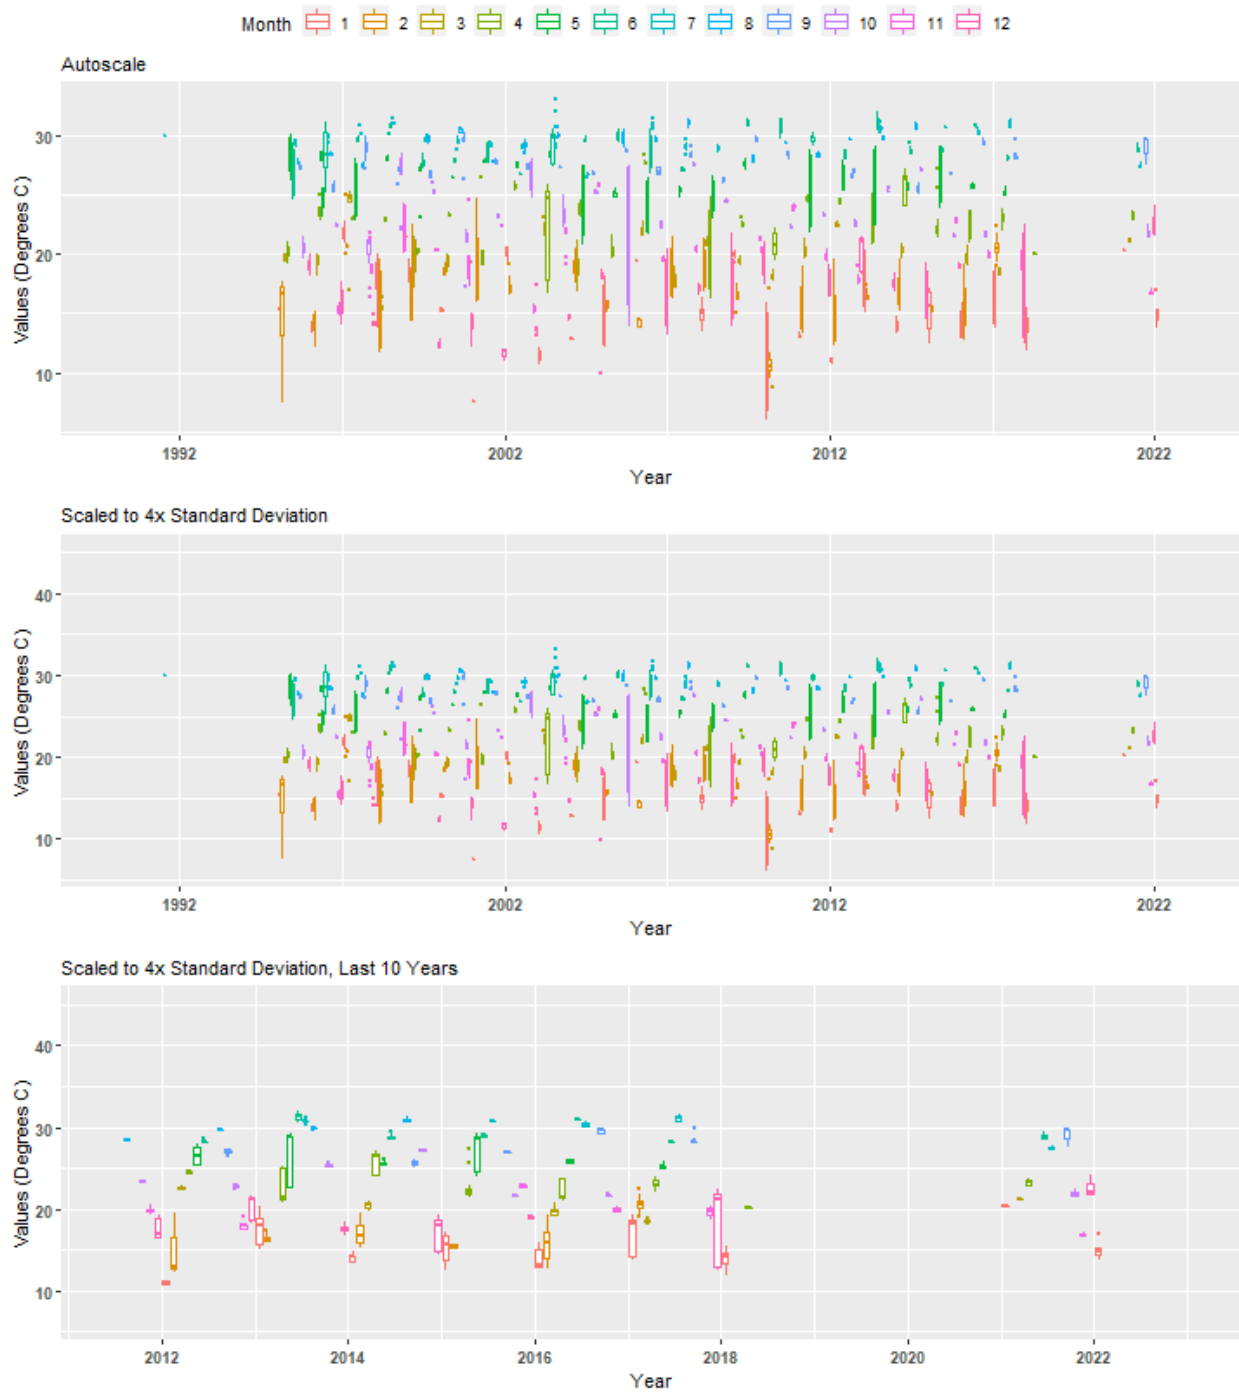 Month 1 2 3 4 5 6 7 8 9 10 11 12
Autoscale
Values (Degrees C)
30
20
10
1992 2002 2012 2022
Year
Scaled to 4x Standard Deviation
Values (Degrees C)
40
30
20
10
1992 2002 2012 2022
Year
Scaled to 4x Standard Deviation, Last 10 Years
Values (Degrees C)
40
30
20
10
2012 2014 2016 2018 2020 2022
Year